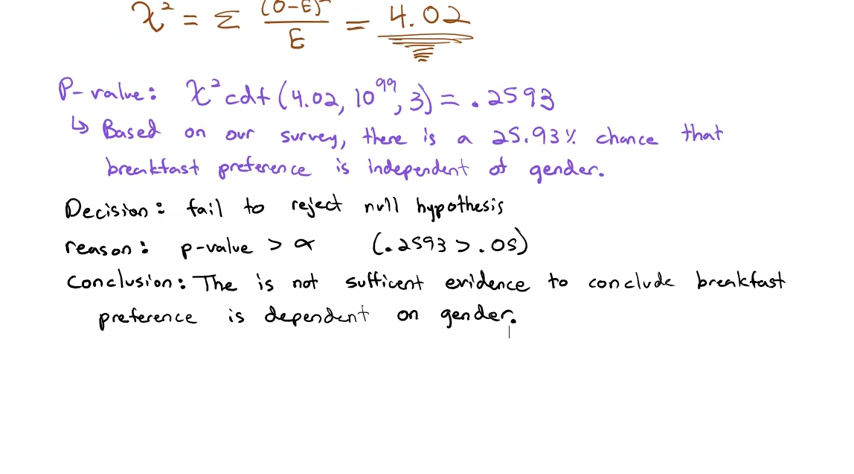 χ² = Σ (O-E)² / E = 4.02
P-value: χ²cdf(4.02, 10⁹⁹, 3) = .2593
↳ Based on our survey, there is a 25.93% chance that
breakfast preference is independent of gender.
Decision: fail to reject null hypothesis
reason: p-value > α (.2593 > .05)
Conclusion: The is not sufficent evidence to conclude breakfast
preference is dependent on gender.